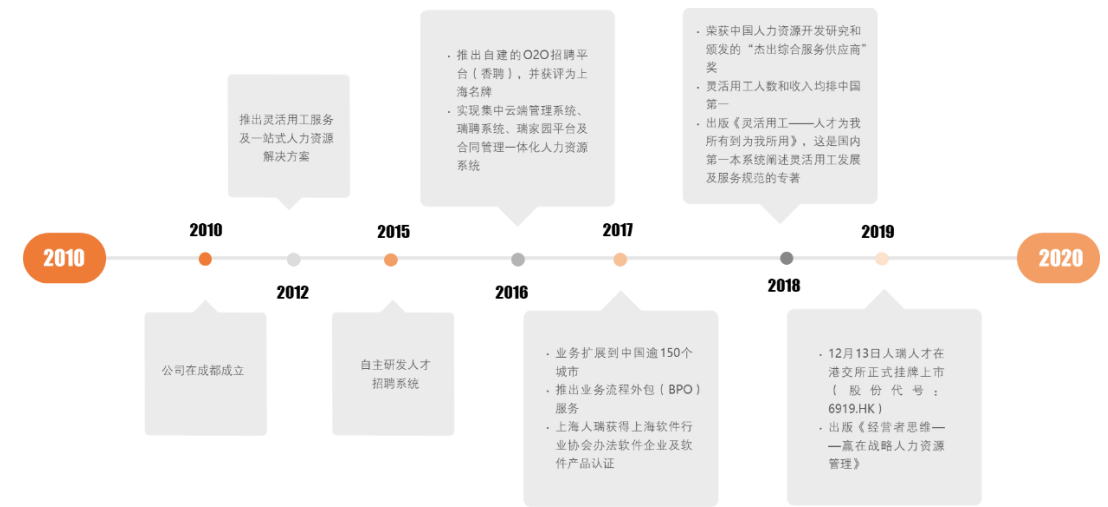 推出灵活用工服务
及一站式人力资源
解决方案
· 推出自建的O2O招聘平
台（香聘），并获评为上
海名牌
· 实现集中云端管理系统、
瑞聘系统、瑞家园平台及
合同管理一体化人力资源
系统
· 荣获中国人力资源开发研究和
颁发的“杰出综合服务供应商”
奖
· 灵活用工人数和收入均排中国
第一
· 出版《灵活用工——人才为我
所有到为我所用》，这是国内
第一本系统阐述灵活用工发展
及服务规范的专著
2010
2010
2012
2015
2016
2017
2018
2019
2020
公司在成都成立
自主研发人才
招聘系统
· 业务扩展到中国逾150个
城市
· 推出业务流程外包（BPO）
服务
· 上海人瑞获得上海软件行
业协会办法软件企业及软
件产品认证
· 12月13日人瑞人才在
港交所正式挂牌上市
（股份代号：
6919.HK）
· 出版《经营者思维—
—赢在战略人力资源
管理》